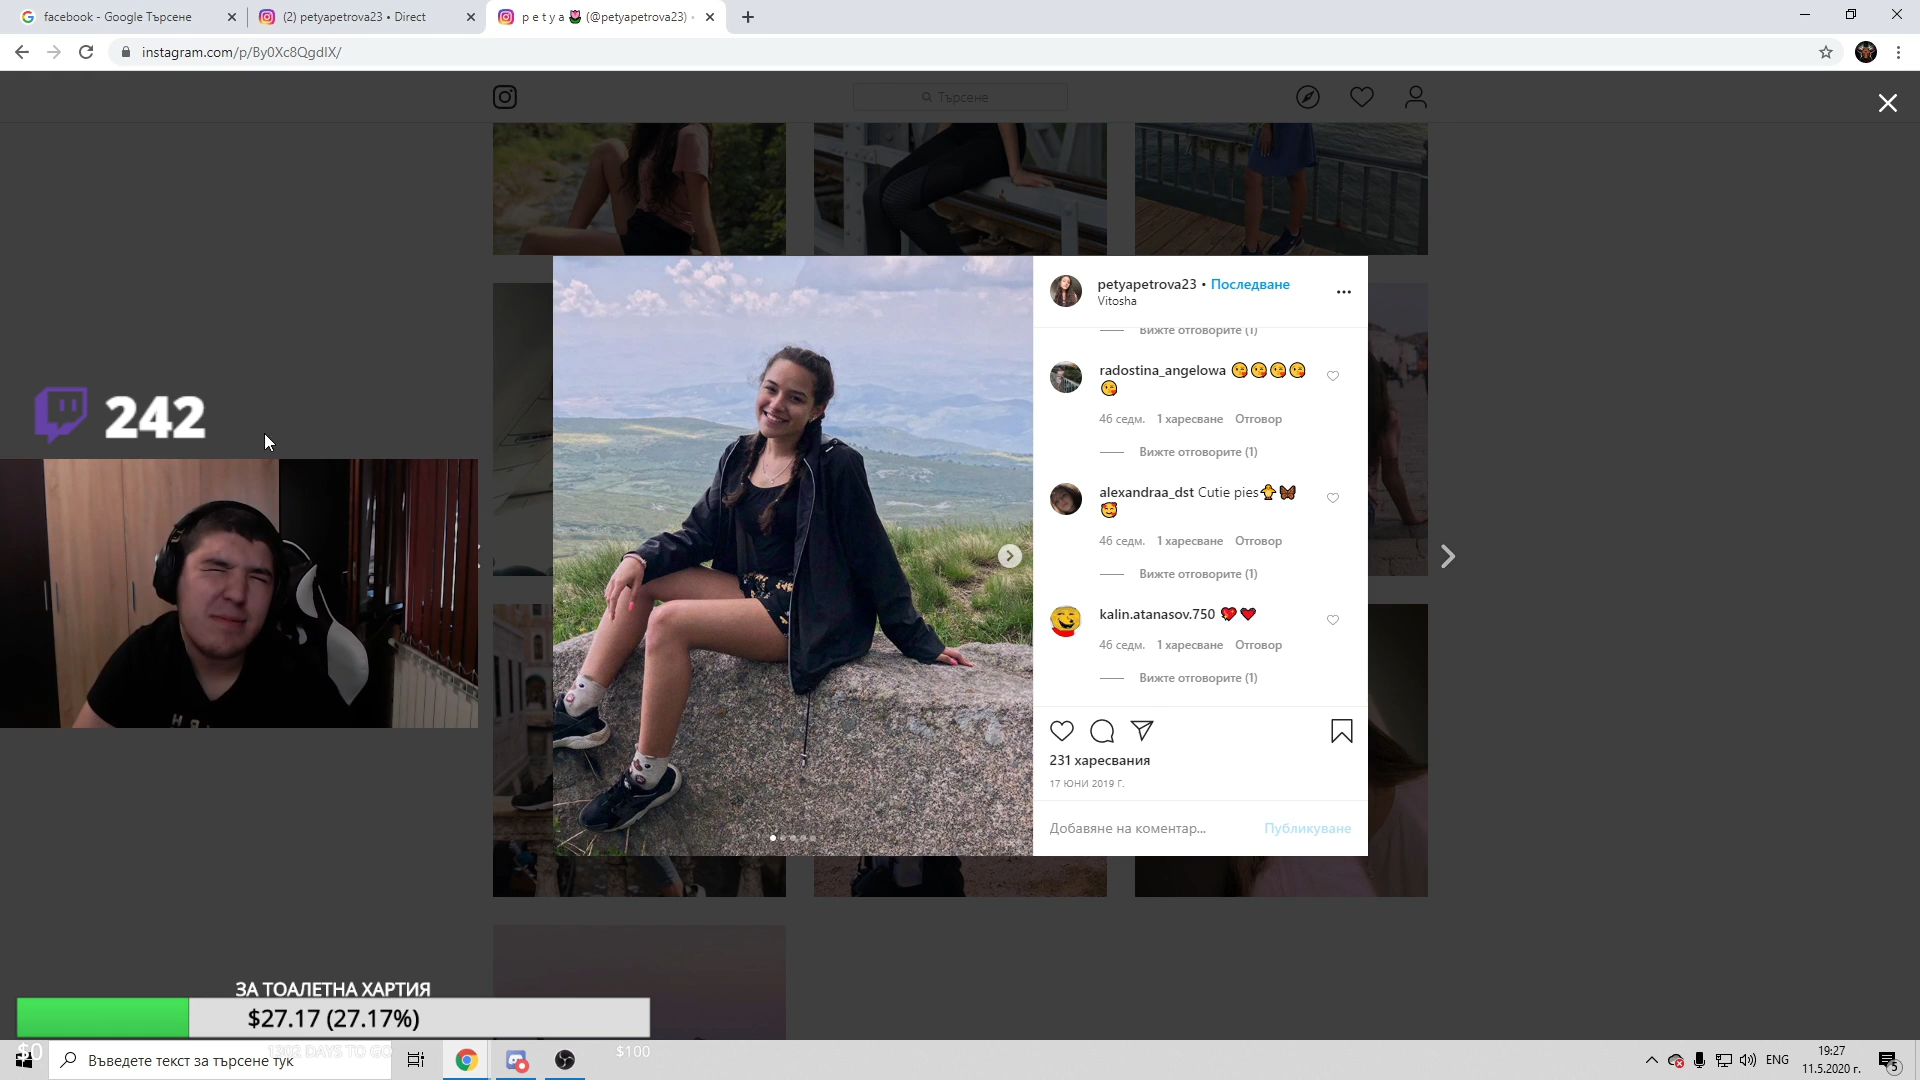 facebook - Google Търсене
(2) petyapetrova23 • Direct
p e t y a 🌷 (@petyapetrova23) ·
instagram.com/p/By0Xc8QgdIX/
Търсене
petyapetrova23 • Последване
Vitosha
Вижте отговорите (1)
radostina_angelowa 😘😘😘😘
😘
46 седм. 1 харесване Отговор
Вижте отговорите (1)
alexandraa_dst Cutie pies🐥🦋
🥰
46 седм. 1 харесване Отговор
Вижте отговорите (1)
kalin.atanasov.750 💖❤
46 седм. 1 харесване Отговор
Вижте отговорите (1)
231 харесвания
17 ЮНИ 2019 Г.
Добавяне на коментар... Публикуване
242
ЗА ТОАЛЕТНА ХАРТИЯ
$27.17 (27.17%)
$0
DAYS TO GO
$100
Въведете текст за търсене тук
ENG
19:27
11.5.2020 г.
5